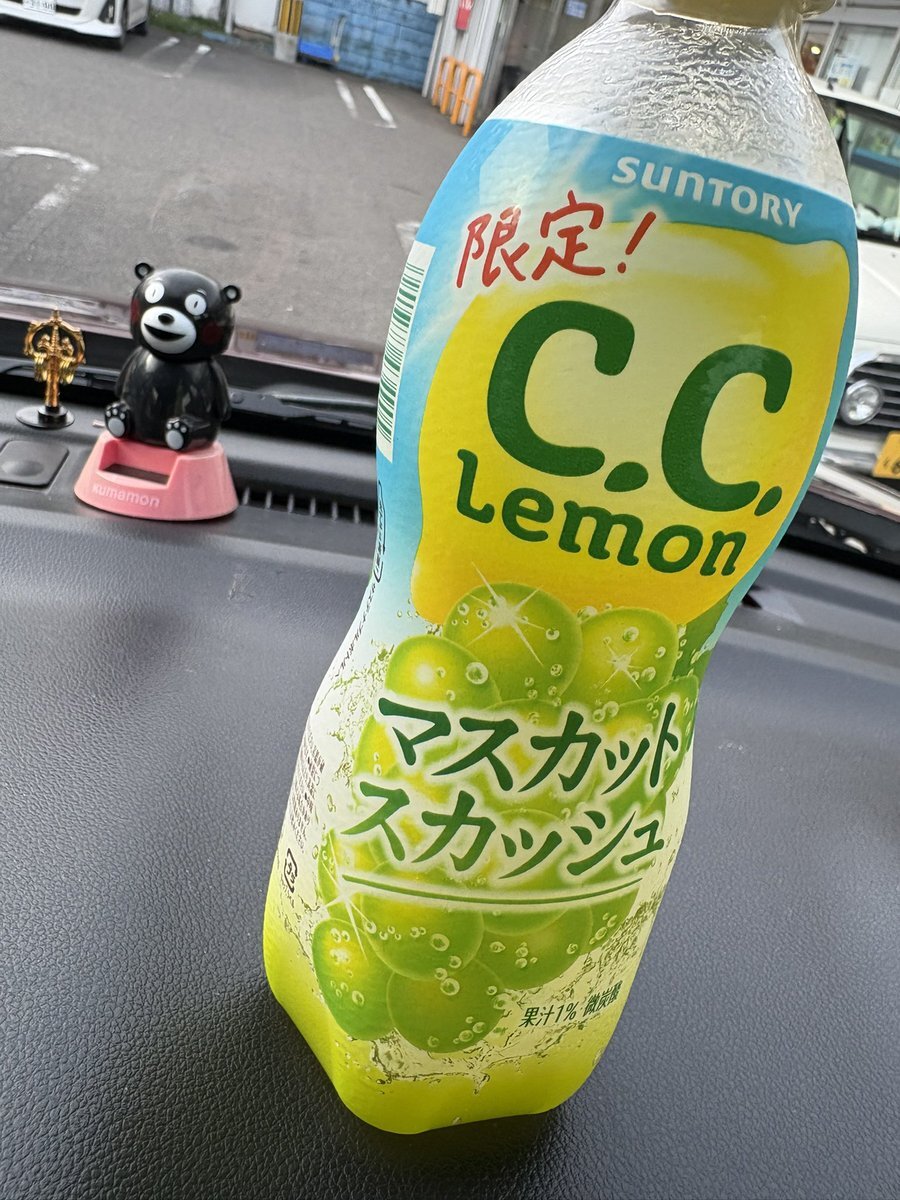 SUNTORY
限定!
C.C.
Lemon
マスカット
スカッシュ
果汁1% 微炭酸
kumamon